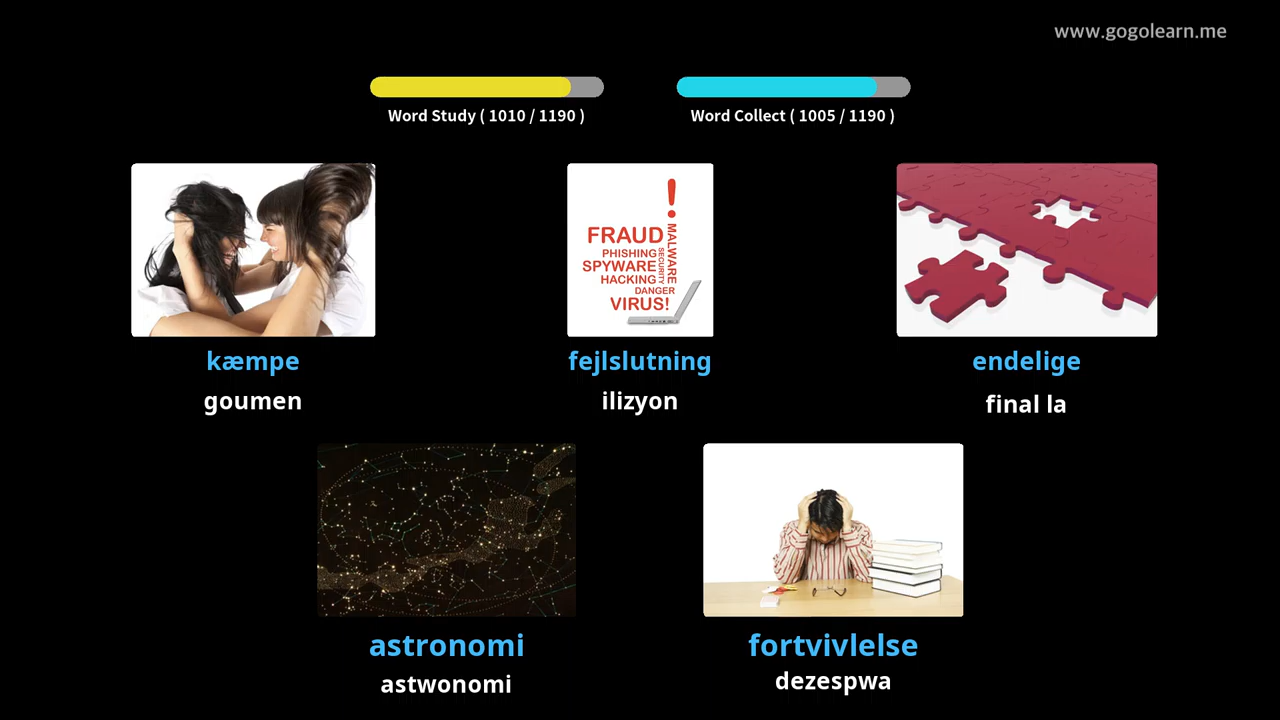 www.gogolearn.me
Word Study ( 1010 / 1190 )
Word Collect ( 1005 / 1190 )
!
FRAUD
PHISHING
SPYWARE
HACKING
DANGER
VIRUS!
SECURITY
MALWARE
kæmpe
goumen
fejlslutning
ilizyon
endelige
final la
astronomi
astwonomi
fortvivlelse
dezespwa